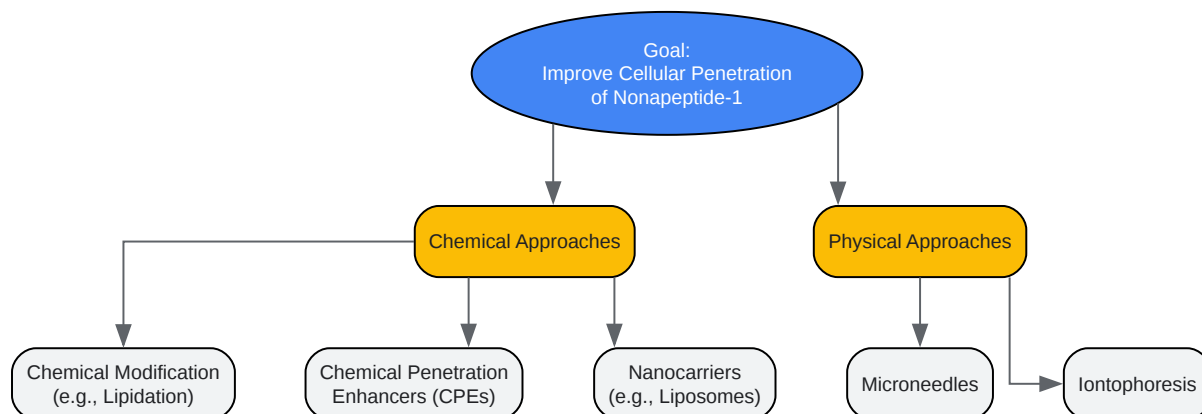 Goal:
Improve Cellular Penetration
of Nonapeptide-1
Chemical Approaches
Physical Approaches
Chemical Modification
(e.g., Lipidation)
Chemical Penetration
Enhancers (CPEs)
Nanocarriers
(e.g., Liposomes)
Microneedles
Iontophoresis